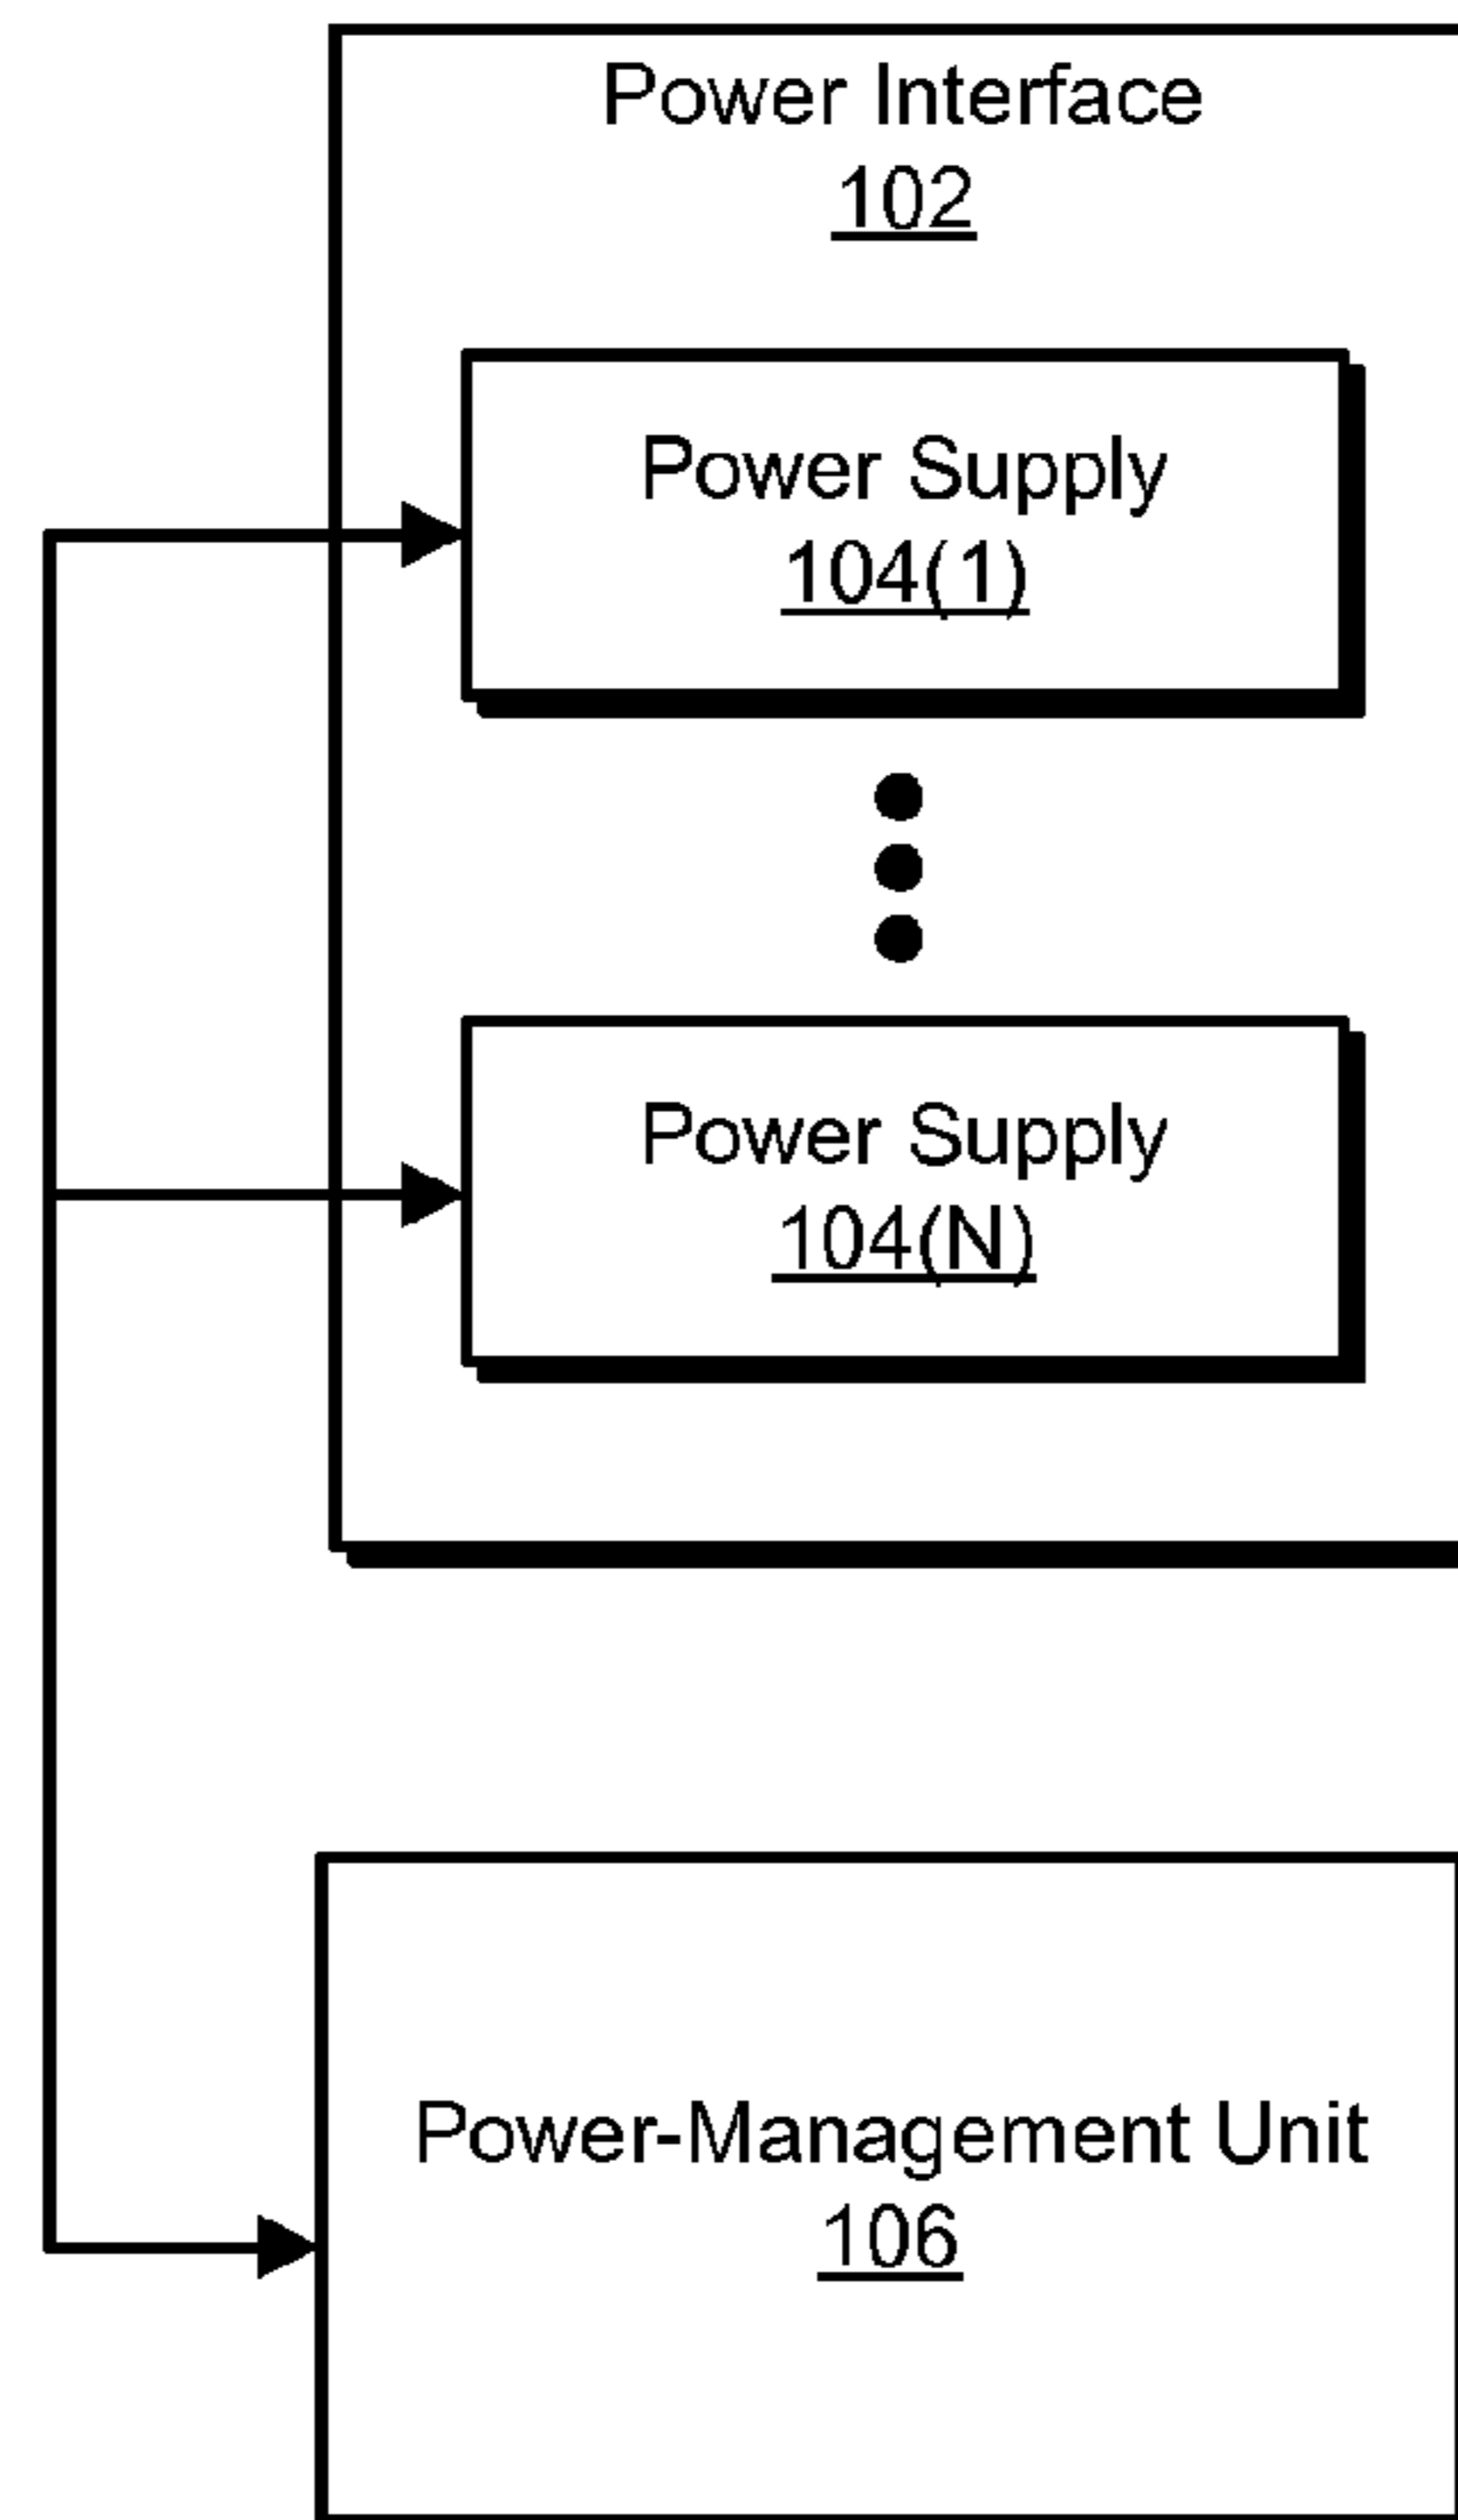 Power Interface
102
Power Supply
104(1)
Power Supply
104(N)
Power-Management Unit
106